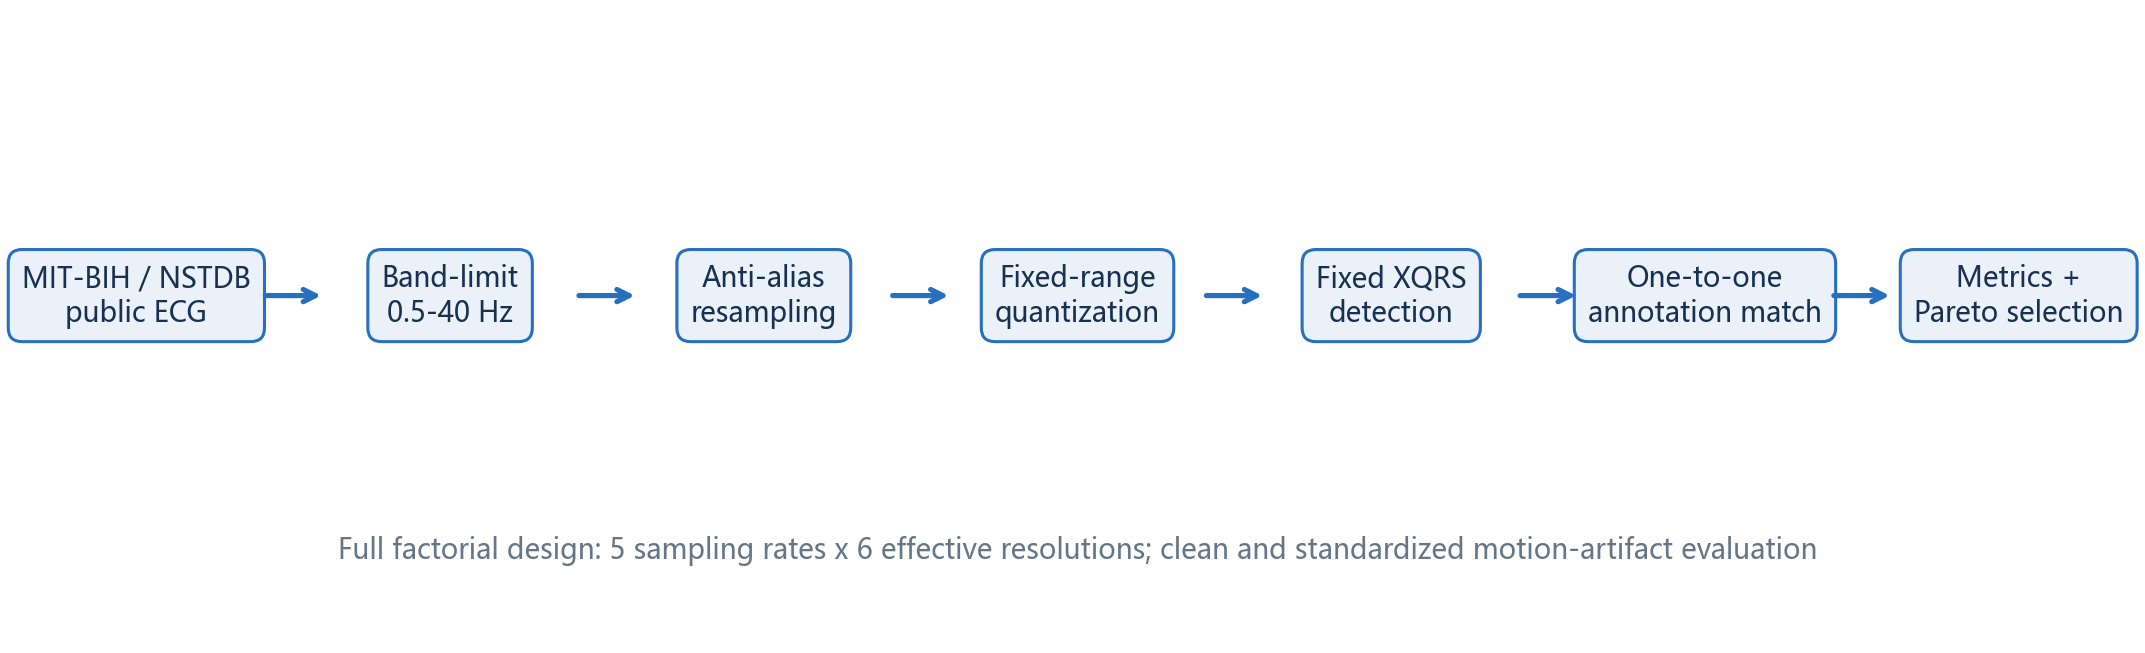 MIT-BIH / NSTDB
public ECG
Band-limit
0.5-40 Hz
Anti-alias
resampling
Fixed-range
quantization
Fixed XQRS
detection
One-to-one
annotation match
Metrics +
Pareto selection
Full factorial design: 5 sampling rates x 6 effective resolutions; clean and standardized motion-artifact evaluation